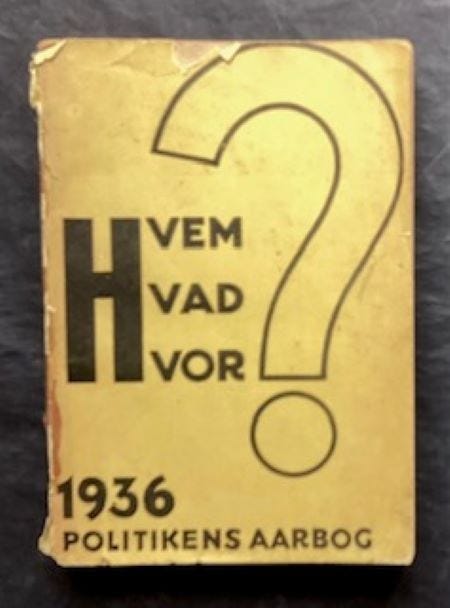 HVEM
HVAD
HVOR?
1936
POLITIKENS AARBOG